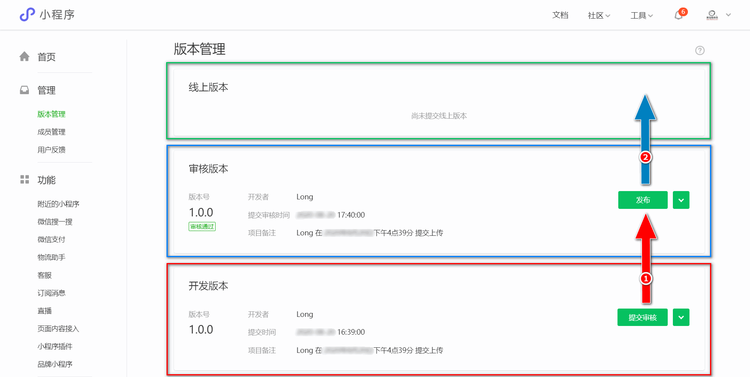 小程序
文档 社区 工具 6
首页
管理
版本管理
成员管理
用户反馈
功能
附近的小程序
微信搜一搜
微信支付
物流助手
客服
订阅消息
直播
页面内容接入
小程序插件
品牌小程序
版本管理
线上版本
尚未提交线上版本
2
审核版本
版本号 开发者 Long
1.0.0 提交审核时间 17:40:00
审核通过
项目备注 Long 在 下午4点39分 提交上传
发布
1
开发版本
版本号 开发者 Long
1.0.0 提交时间 16:39:00
项目备注 Long 在 下午4点39分 提交上传
提交审核